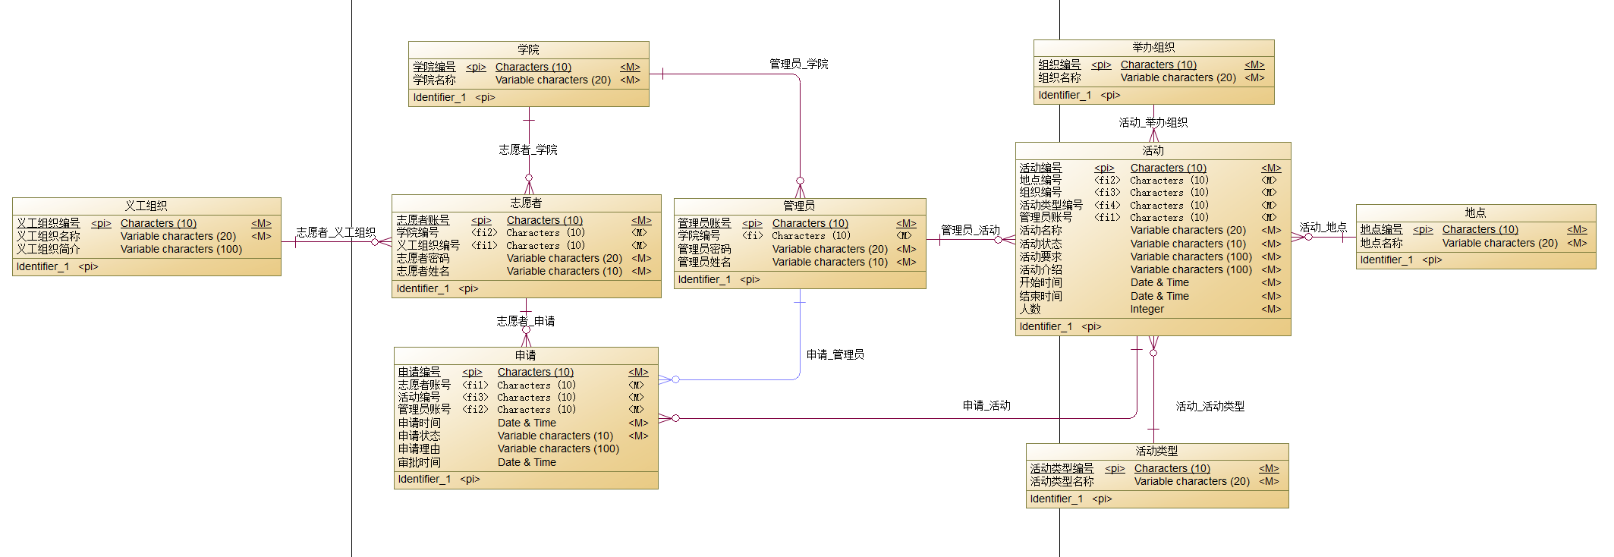 学院
学院编号 <pi> Characters (10) <M>
学院名称 Variable characters (20) <M>
Identifier_1 <pi>
管理员_学院
举办组织
组织编号 <pi> Characters (10) <M>
组织名称 Variable characters (20) <M>
Identifier_1 <pi>
活动_举办组织
志愿者_学院
义工组织
义工组织编号 <pi> Characters (10) <M>
义工组织名称 Variable characters (20) <M>
义工组织简介 Variable characters (100)
Identifier_1 <pi>
志愿者_义工组织
志愿者
志愿者账号 <pi> Characters (10) <M>
学院编号 <fi2> Characters (10) <M>
义工组织编号 <fi1> Characters (10) <M>
志愿者密码 Variable characters (20) <M>
志愿者姓名 Variable characters (10) <M>
Identifier_1 <pi>
管理员
管理员账号 <pi> Characters (10) <M>
学院编号 <fi> Characters (10) <M>
管理员密码 Variable characters (20) <M>
管理员姓名 Variable characters (10) <M>
Identifier_1 <pi>
管理员_活动
活动
活动编号 <pi> Characters (10) <M>
地点编号 <fi2> Characters (10) <M>
组织编号 <fi3> Characters (10) <M>
活动类型编号 <fi4> Characters (10) <M>
管理员账号 <fi1> Characters (10) <M>
活动名称 Variable characters (20) <M>
活动状态 Variable characters (10) <M>
活动要求 Variable characters (100) <M>
活动介绍 Variable characters (100) <M>
开始时间 Date & Time <M>
结束时间 Date & Time <M>
人数 Integer <M>
Identifier_1 <pi>
活动_地点
地点
地点编号 <pi> Characters (10) <M>
地点名称 Variable characters (20) <M>
Identifier_1 <pi>
志愿者_申请
申请
申请编号 <pi> Characters (10) <M>
志愿者账号 <fi1> Characters (10) <M>
活动编号 <fi3> Characters (10) <M>
管理员账号 <fi2> Characters (10) <M>
申请时间 Date & Time <M>
申请状态 Variable characters (10) <M>
申请理由 Variable characters (100)
审批时间 Date & Time
Identifier_1 <pi>
申请_管理员
申请_活动
活动_活动类型
活动类型
活动类型编号 <pi> Characters (10) <M>
活动类型名称 Variable characters (20) <M>
Identifier_1 <pi>